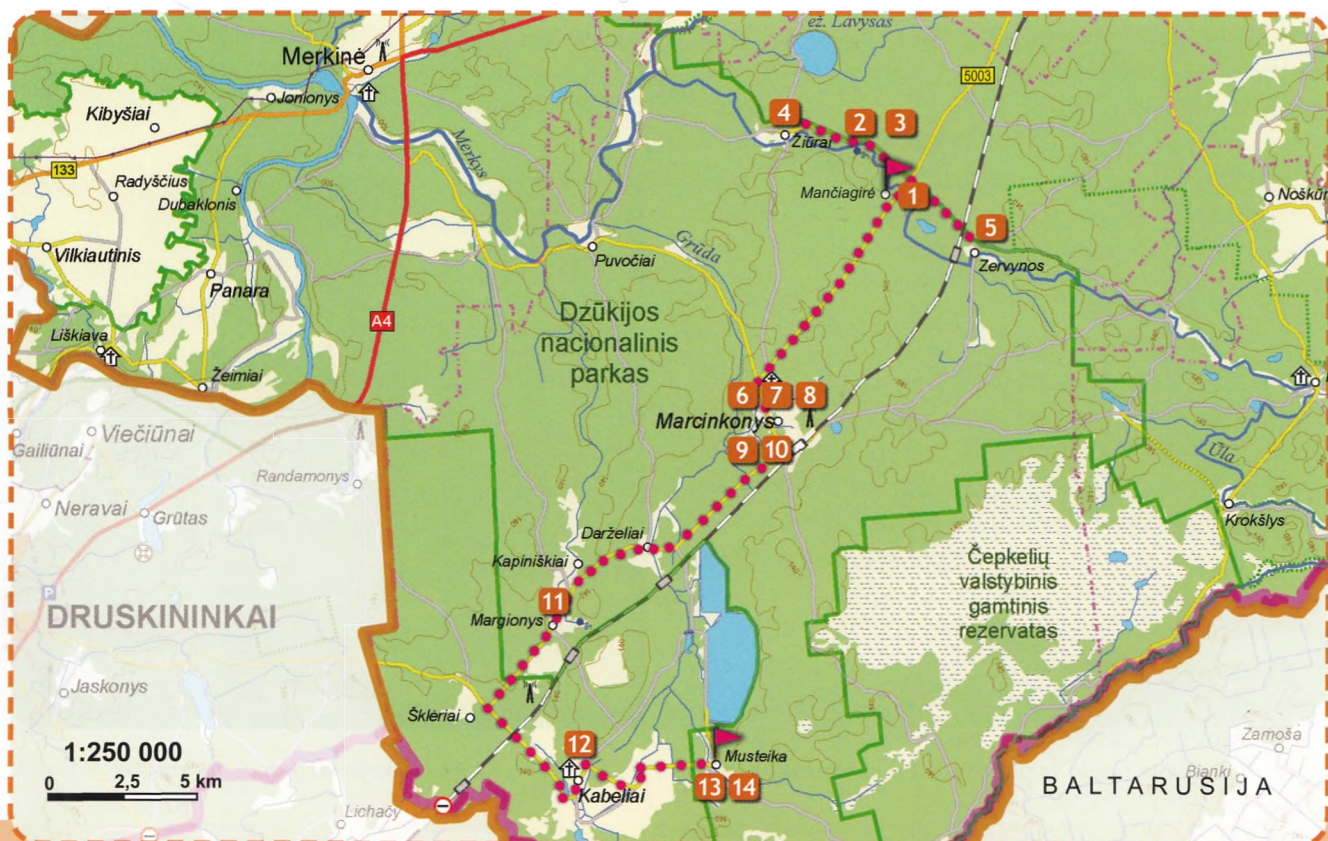 ež. Lavysas
Merkinė
5003
Kibyšiai
Jonionys
4
2
3
Žiūrai
Merkys
133
Radyščius
Dubaklonis
Mančiagirė
1
Noškūn
5
Vilkiautinis
Puvočiai
Grūda
Zervynos
Panara
Dzūkijos
nacionalinis
parkas
A4
Liškiava
Žeimiai
6
7
8
Marcinkonys
Viečiūnai
Gailiūnai
9
10
Ūla
Randamonys
Neravai
Grūtas
Krokšlys
Darželiai
Kapiniškiai
Čepkelių
valstybinis
gamtinis
rezervatas
P
DRUSKININKAI
11
Margionys
Jaskonys
Šklėriai
1:250 000
12
Musteika
Zamoša
0
2,5
5 km
13
14
Bianki
BALTARUSIJA
Kabeliai
Lichačy